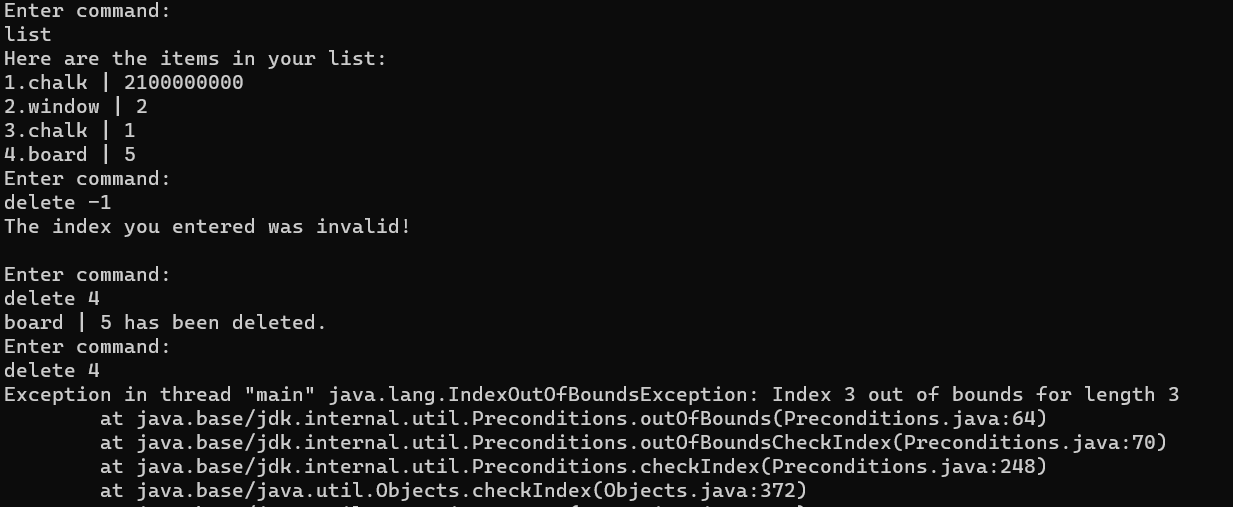 Enter command:
list
Here are the items in your list:
1.chalk | 2100000000
2.window | 2
3.chalk | 1
4.board | 5
Enter command:
delete -1
The index you entered was invalid!
Enter command:
delete 4
board | 5 has been deleted.
Enter command:
delete 4
Exception in thread "main" java.lang.IndexOutOfBoundsException: Index 3 out of bounds for length 3
at java.base/jdk.internal.util.Preconditions.outOfBounds(Preconditions.java:64)
at java.base/jdk.internal.util.Preconditions.outOfBoundsCheckIndex(Preconditions.java:70)
at java.base/jdk.internal.util.Preconditions.checkIndex(Preconditions.java:248)
at java.base/java.util.Objects.checkIndex(Objects.java:372)